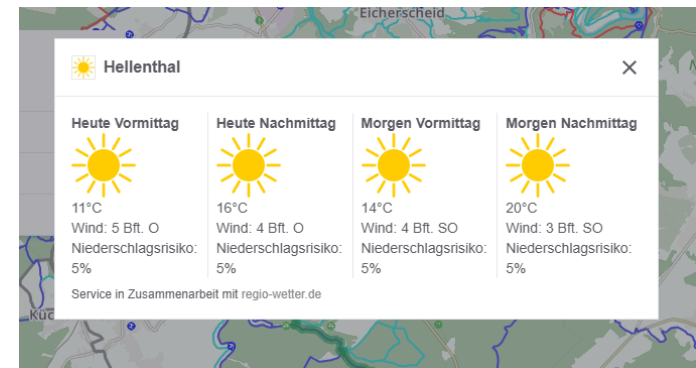 Eicherscheid
Hellenthal
Heute Vormittag
11°C
Wind: 5 Bft. O
Niederschlagsrisiko:
5%
Heute Nachmittag
16°C
Wind: 4 Bft. O
Niederschlagsrisiko:
5%
Morgen Vormittag
14°C
Wind: 4 Bft. SO
Niederschlagsrisiko:
5%
Morgen Nachmittag
20°C
Wind: 3 Bft. SO
Niederschlagsrisiko:
5%
Service in Zusammenarbeit mit regio-wetter.de
Küc